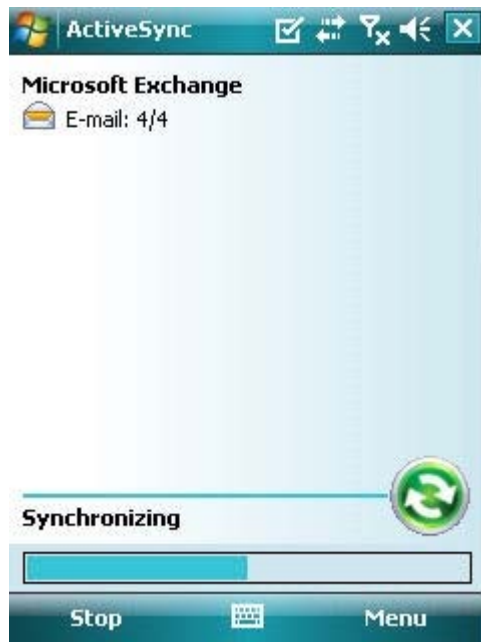 ActiveSync
Microsoft Exchange
E-mail: 4/4
Synchronizing
Stop Menu